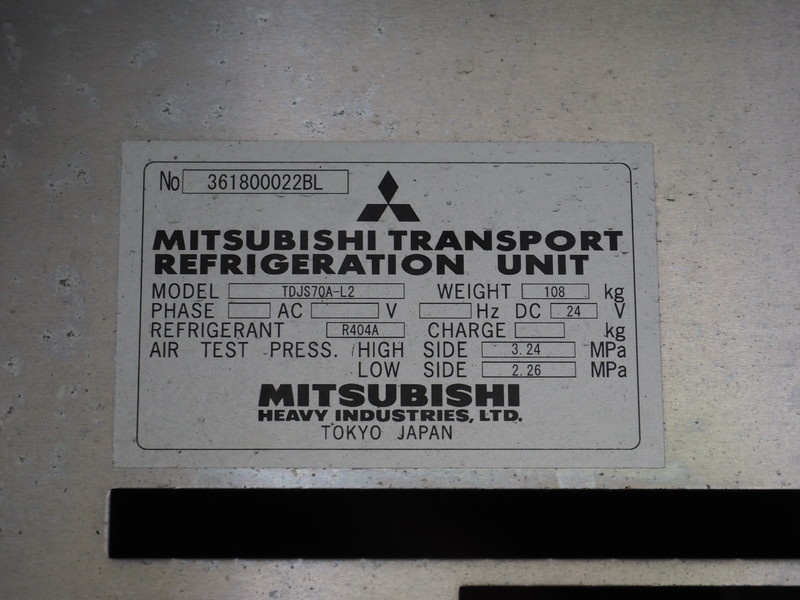 No 361800022BL
MITSUBISHI TRANSPORT
REFRIGERATION UNIT
MODEL TDJS70A-L2 WEIGHT 108 kg
PHASE AC V Hz DC 24 V
REFRIGERANT R404A CHARGE kg
AIR TEST PRESS. HIGH SIDE 3.24 MPa
LOW SIDE 2.26 MPa
MITSUBISHI
HEAVY INDUSTRIES, LTD.
TOKYO JAPAN